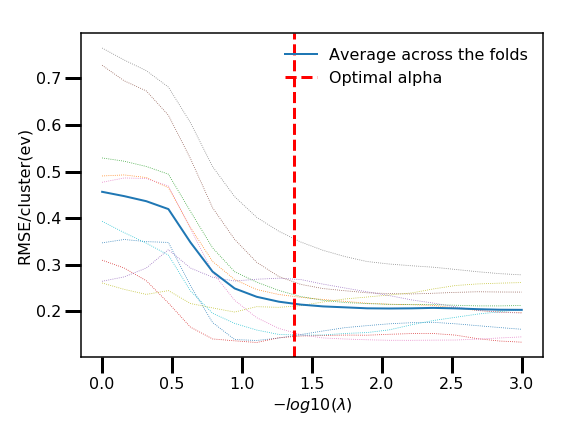 Average across the folds
Optimal alpha
RMSE/cluster(ev)
0.7
0.6
0.5
0.4
0.3
0.2
0.0 0.5 1.0 1.5 2.0 2.5 3.0
−log10(λ)